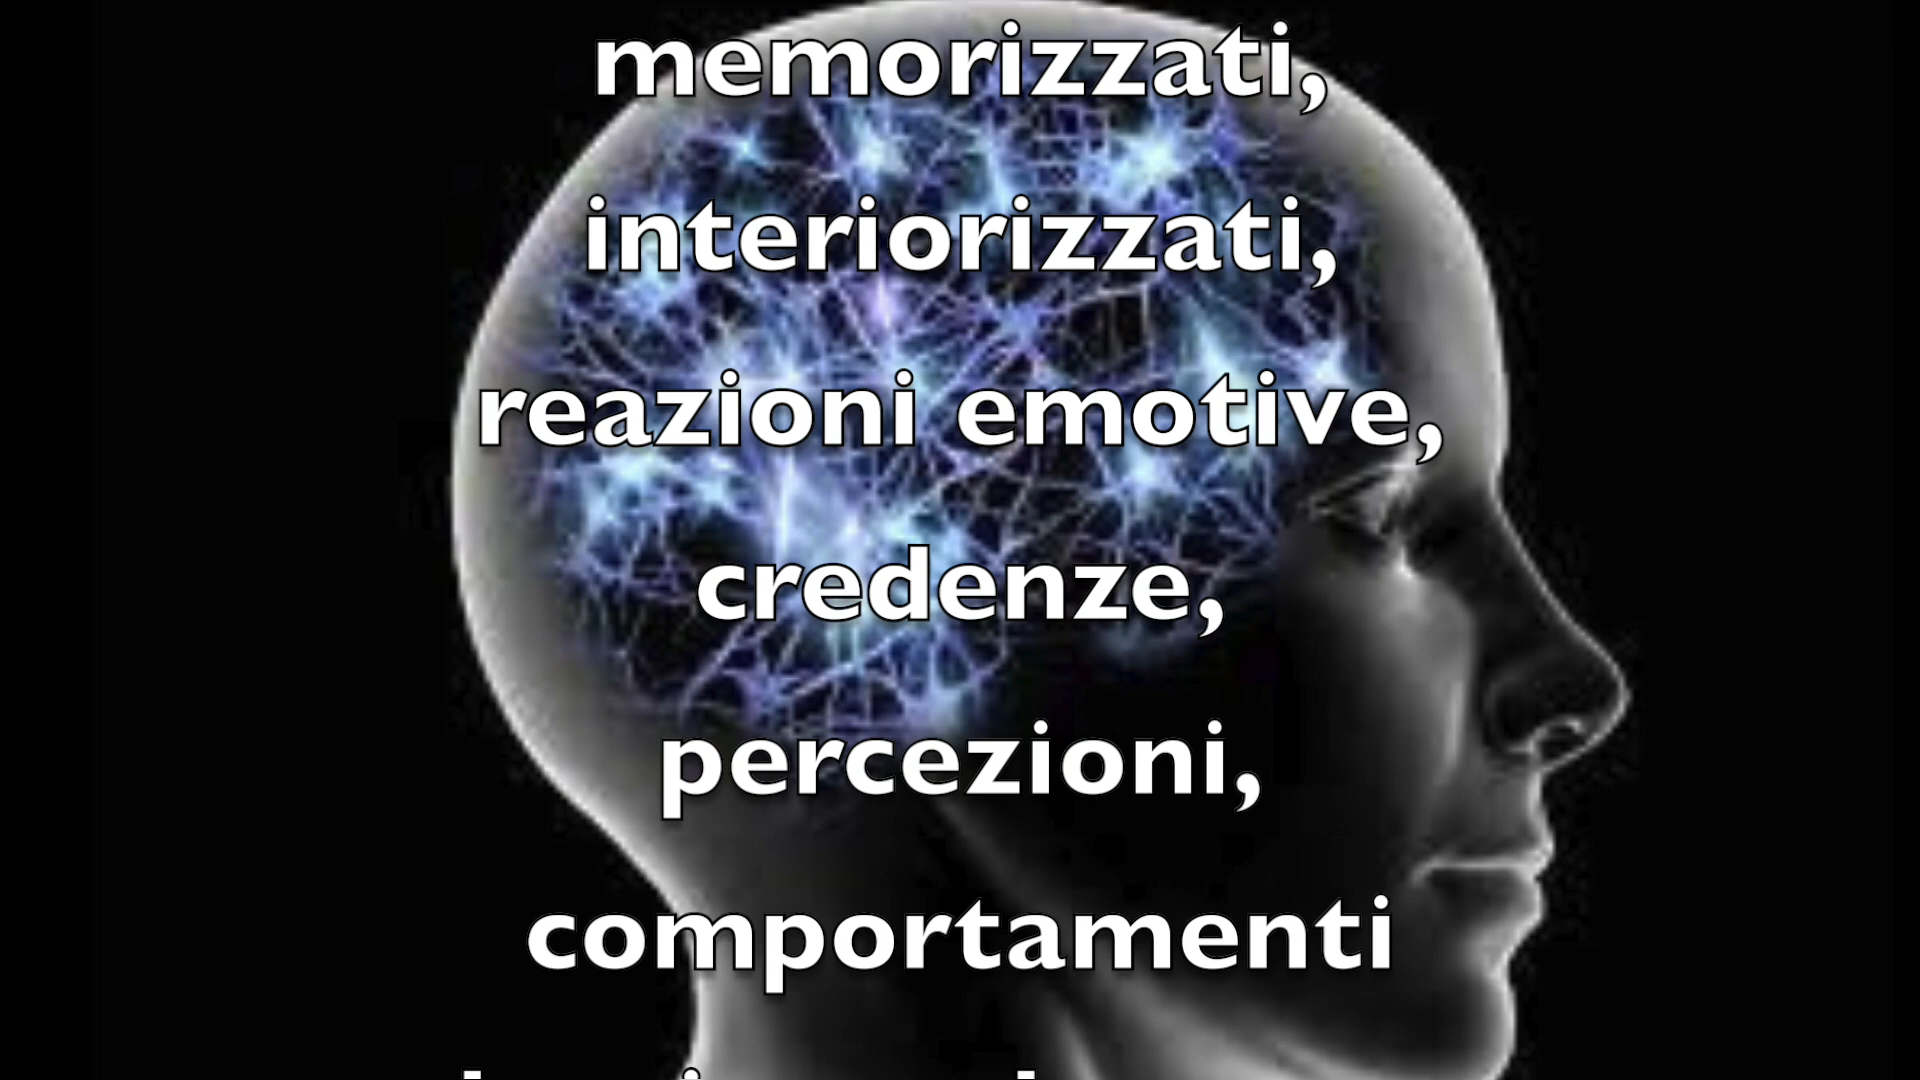 memorizzati,
interiorizzati,
reazioni emotive,
credenze,
percezioni,
comportamenti